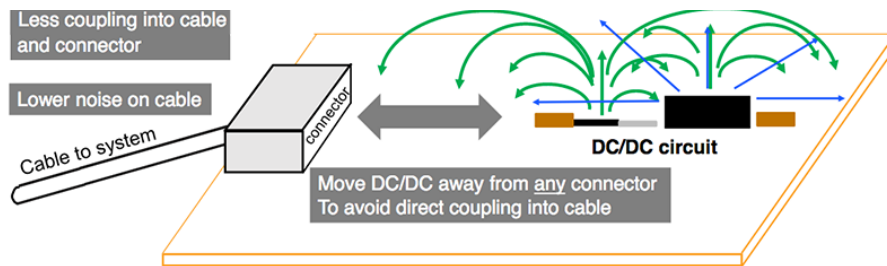 Less coupling into cable
and connector
Lower noise on cable
Cable to system
connector
DC/DC circuit
Move DC/DC away from any connector
To avoid direct coupling into cable